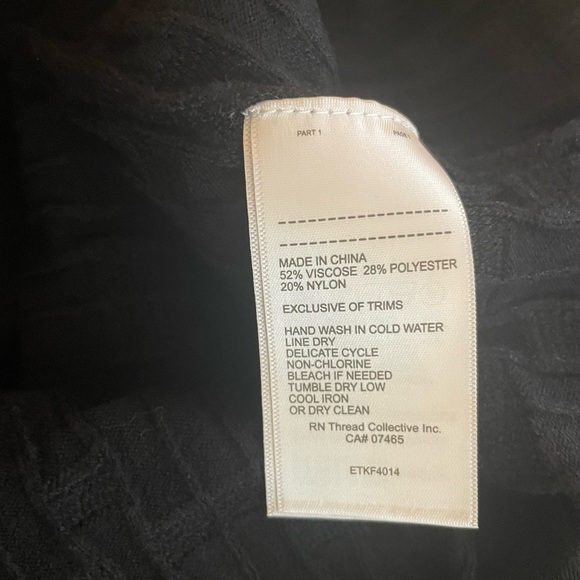 PART 1 PAGE 1
MADE IN CHINA
52% VISCOSE 28% POLYESTER
20% NYLON
EXCLUSIVE OF TRIMS
HAND WASH IN COLD WATER
LINE DRY
DELICATE CYCLE
NON-CHLORINE
BLEACH IF NEEDED
TUMBLE DRY LOW
COOL IRON
OR DRY CLEAN
RN Thread Collective Inc.
CA# 07465
ETKF4014